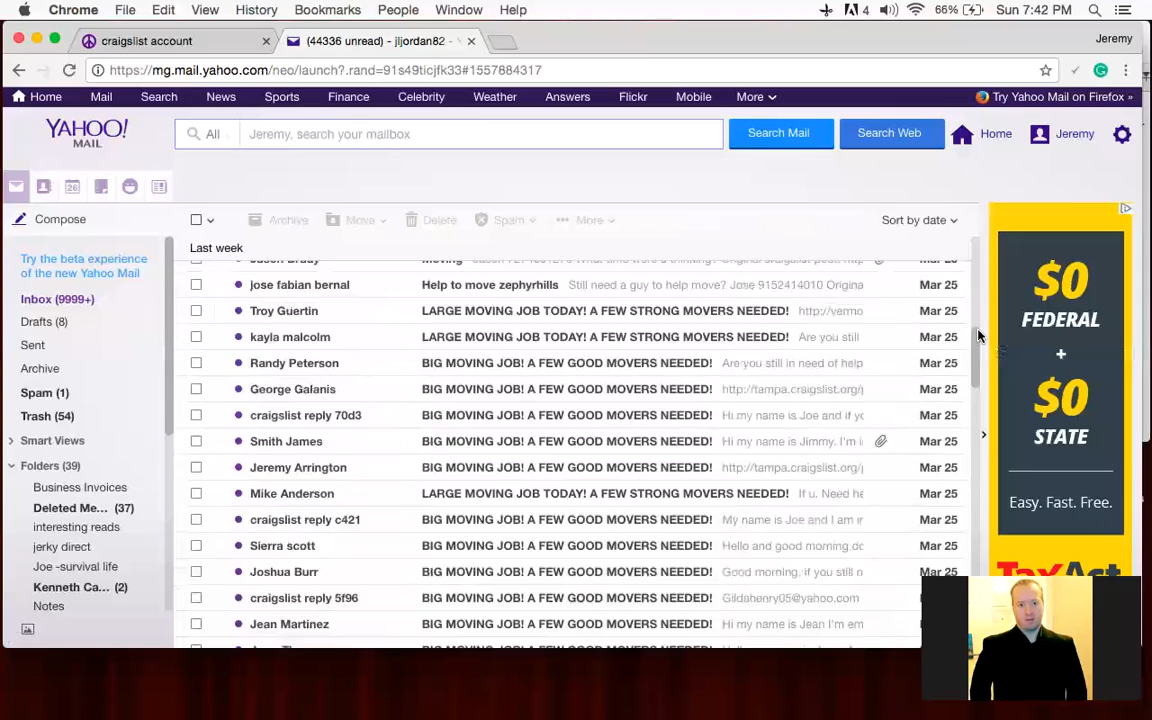 Chrome File Edit View History Bookmarks People Window Help 4 66% Sun 7:42 PM
craigslist account × (44336 unread) - jljordan82 - × Jeremy
https://mg.mail.yahoo.com/neo/launch?.rand=91s49ticjfk33#1557884317
Home Mail Search News Sports Finance Celebrity Weather Answers Flickr Mobile More Try Yahoo Mail on Firefox »
YAHOO!
MAIL
All Jeremy, search your mailbox Search Mail Search Web Home Jeremy
26
Compose Archive Move Delete Spam More Sort by date
Last week
Try the beta experience
of the new Yahoo Mail
Inbox (9999+)
Drafts (8)
Sent
Archive
Spam (1)
Trash (54)
Smart Views
Folders (39)
Business Invoices
Deleted Me... (37)
interesting reads
jerky direct
Joe -survival life
Kenneth Ca... (2)
Notes
jose fabian bernal Help to move zephyrhills Still need a guy to help move? Jose 9152414010 Origina Mar 25
Troy Guertin LARGE MOVING JOB TODAY! A FEW STRONG MOVERS NEEDED! http://vermo Mar 25
kayla malcolm LARGE MOVING JOB TODAY! A FEW STRONG MOVERS NEEDED! Are you still Mar 25
Randy Peterson BIG MOVING JOB! A FEW GOOD MOVERS NEEDED! Are you still in need of help Mar 25
George Galanis BIG MOVING JOB! A FEW GOOD MOVERS NEEDED! http://tampa.craigslist.org/ Mar 25
craigslist reply 70d3 BIG MOVING JOB! A FEW GOOD MOVERS NEEDED! Hi my name is Joe and if yo Mar 25
Smith James BIG MOVING JOB! A FEW GOOD MOVERS NEEDED! Hi my name is Jimmy. I'm i Mar 25
Jeremy Arrington BIG MOVING JOB! A FEW GOOD MOVERS NEEDED! http://tampa.craigslist.org/ Mar 25
Mike Anderson LARGE MOVING JOB TODAY! A FEW STRONG MOVERS NEEDED! If u. Need he Mar 25
craigslist reply c421 BIG MOVING JOB! A FEW GOOD MOVERS NEEDED! My name is Joe and I am ir Mar 25
Sierra scott BIG MOVING JOB! A FEW GOOD MOVERS NEEDED! Hello and good morning.do Mar 25
Joshua Burr BIG MOVING JOB! A FEW GOOD MOVERS NEEDED! Good morning, if you still n Mar 25
craigslist reply 5f96 BIG MOVING JOB! A FEW GOOD MOVERS NEEDED! Gildahenry05@yahoo.com Mar 25
Jean Martinez BIG MOVING JOB! A FEW GOOD MOVERS NEEDED! Hi my name is Jean I'm em Mar 25
$0
FEDERAL
+
$0
STATE
Easy. Fast. Free.
TaxAct